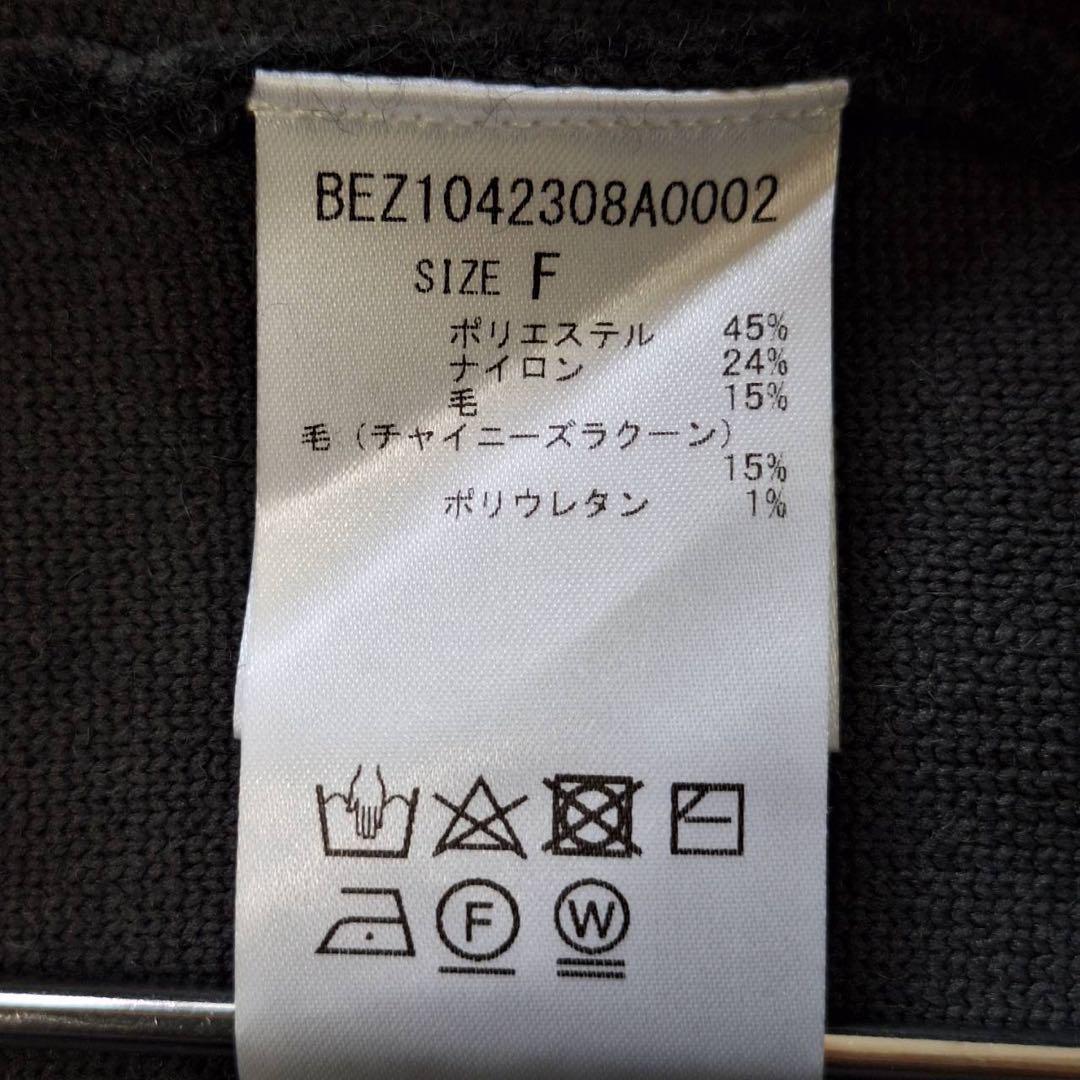 BEZ1042308A0002
SIZE F
ポリエステル 45%
ナイロン 24%
毛 15%
毛（チャイニーズラクーン）
15%
ポリウレタン 1%
F W